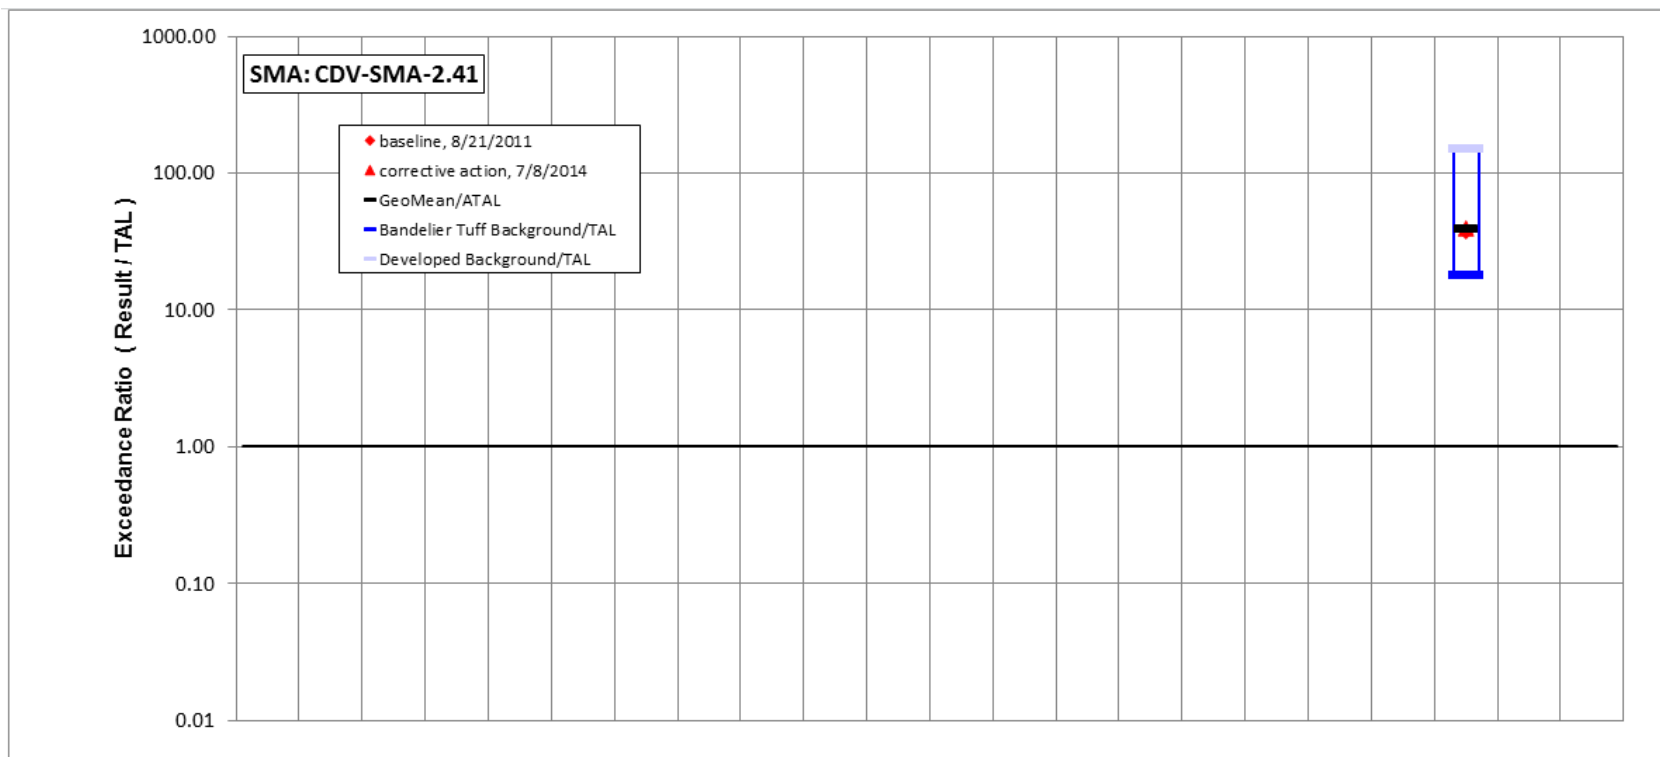 1000.00
SMA: CDV-SMA-2.41
baseline, 8/21/2011
corrective action, 7/8/2014
GeoMean/ATAL
Bandelier Tuff Background/TAL
Developed Background/TAL
100.00
10.00
1.00
0.10
0.01
Exceedance Ratio ( Result / TAL )